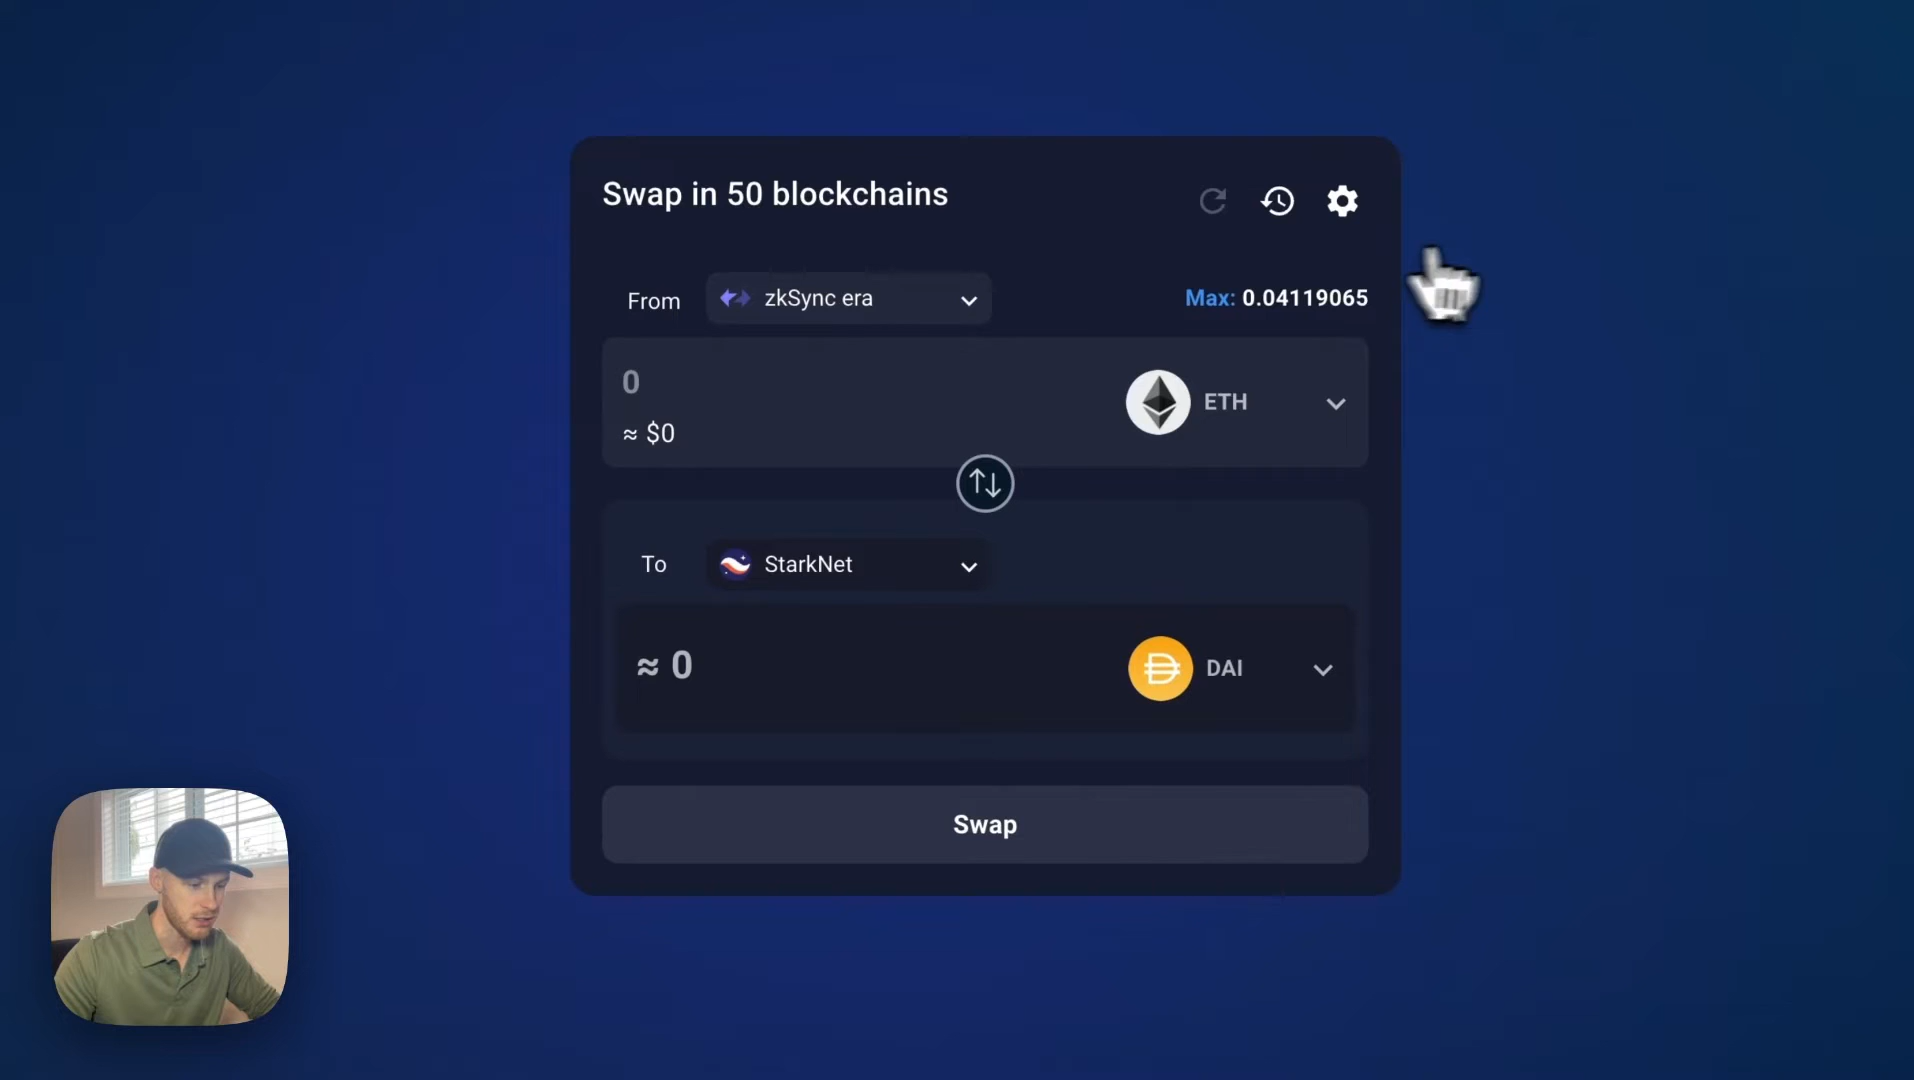 Swap in 50 blockchains
From
zkSync era
Max: 0.04119065
0
ETH
≈ $0
To
StarkNet
≈ 0
DAI
Swap